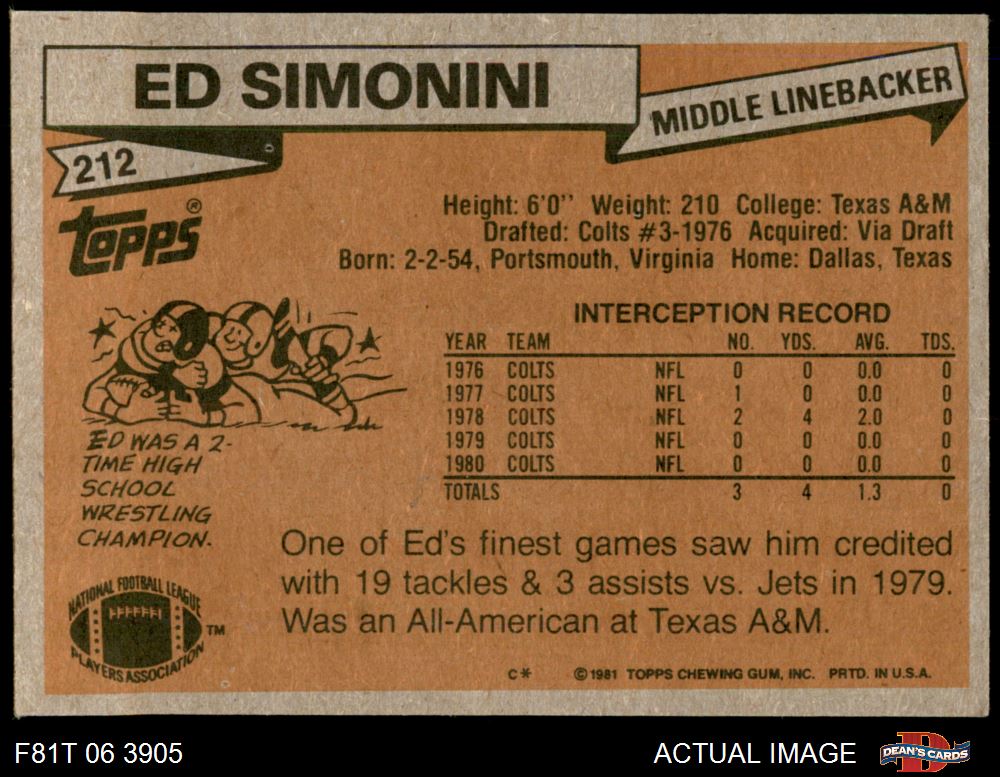 ED SIMONINI
MIDDLE LINEBACKER
212
TOPPS®
Height: 6'0'' Weight: 210 College: Texas A&M
Drafted: Colts #3-1976 Acquired: Via Draft
Born: 2-2-54, Portsmouth, Virginia Home: Dallas, Texas
INTERCEPTION RECORD
YEAR TEAM NO. YDS. AVG. TDS.
1976 COLTS NFL 0 0 0.0 0
1977 COLTS NFL 1 0 0.0 0
1978 COLTS NFL 2 4 2.0 0
1979 COLTS NFL 0 0 0.0 0
1980 COLTS NFL 0 0 0.0 0
TOTALS 3 4 1.3 0
ED WAS A 2-
TIME HIGH
SCHOOL
WRESTLING
CHAMPION.
One of Ed's finest games saw him credited
with 19 tackles & 3 assists vs. Jets in 1979.
Was an All-American at Texas A&M.
NATIONAL FOOTBALL LEAGUE
PLAYERS ASSOCIATION
TM
C* ©1981 TOPPS CHEWING GUM, INC. PRTD. IN U.S.A.
F81T 06 3905
ACTUAL IMAGE
DEAN'S CARDS